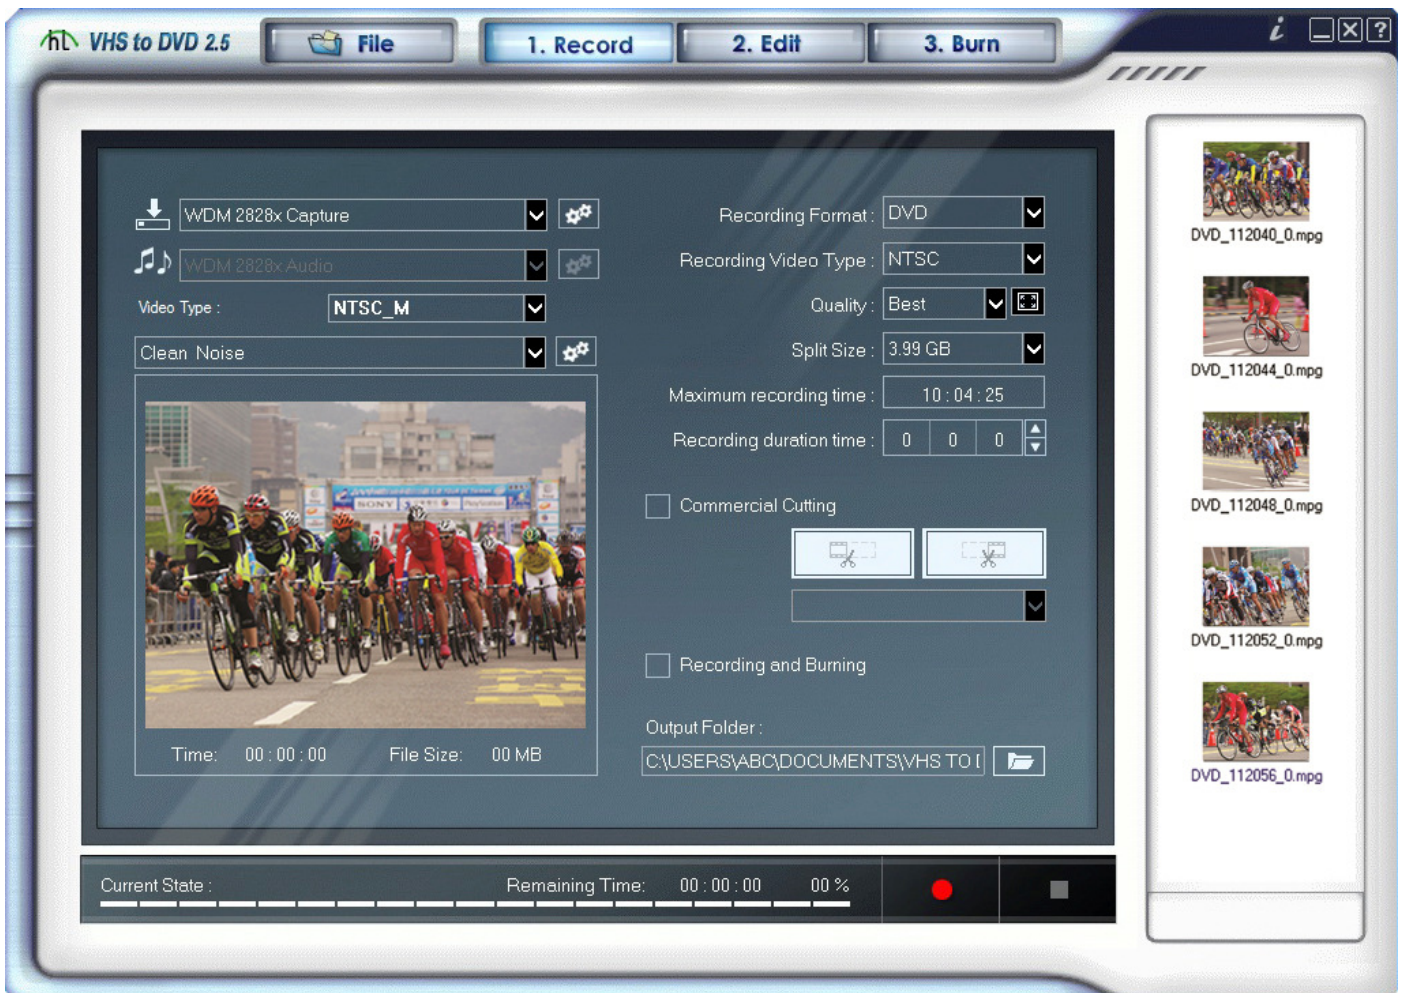 hL VHS to DVD 2.5
File
1. Record
2. Edit
3. Burn
i
?
WDM 2828x Capture
WDM 2828x Audio
Video Type :
NTSC_M
Clean Noise
SONY
PlayStation
Time: 00 : 00 : 00 File Size: 00 MB
Recording Format : DVD
Recording Video Type : NTSC
Quality : Best
Split Size : 3.99 GB
Maximum recording time : 10 : 04 : 25
Recording duration time : 0 0 0
Commercial Cutting
Recording and Burning
Output Folder :
C:\USERS\ABC\DOCUMENTS\VHS TO
Current State :
Remaining Time: 00 : 00 : 00 00 %
DVD_112040_0.mpg
DVD_112044_0.mpg
DVD_112048_0.mpg
DVD_112052_0.mpg
DVD_112056_0.mpg